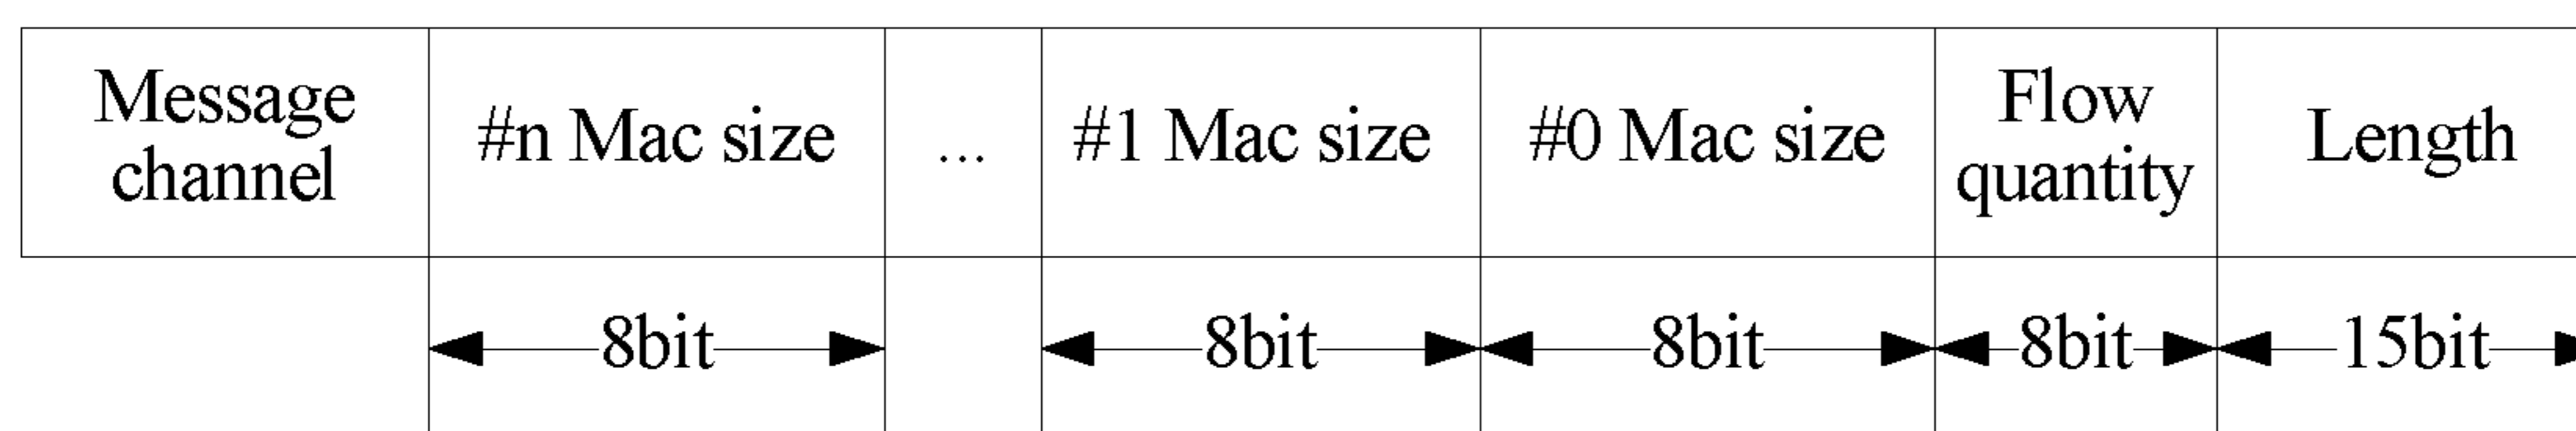 Message
channel
#n Mac size
...
#1 Mac size
#0 Mac size
Flow
quantity
Length
8bit
8bit
8bit
8bit
15bit